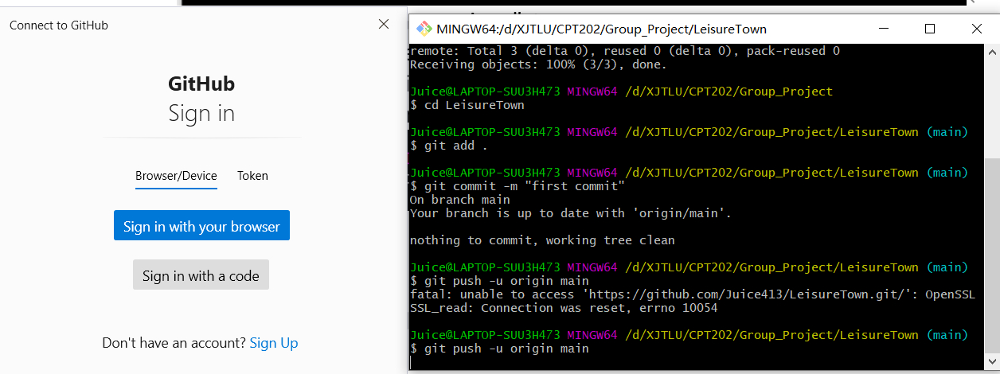 Connect to GitHub
GitHub
Sign in
Browser/Device Token
Sign in with your browser
Sign in with a code
Don't have an account? Sign Up
MINGW64:/d/XJTLU/CPT202/Group_Project/LeisureTown
remote: Total 3 (delta 0), reused 0 (delta 0), pack-reused 0
Receiving objects: 100% (3/3), done.
Juice@LAPTOP-SUU3H473 MINGW64 /d/XJTLU/CPT202/Group_Project
$ cd LeisureTown
Juice@LAPTOP-SUU3H473 MINGW64 /d/XJTLU/CPT202/Group_Project/LeisureTown (main)
$ git add .
Juice@LAPTOP-SUU3H473 MINGW64 /d/XJTLU/CPT202/Group_Project/LeisureTown (main)
$ git commit -m "first commit"
On branch main
Your branch is up to date with 'origin/main'.
nothing to commit, working tree clean
Juice@LAPTOP-SUU3H473 MINGW64 /d/XJTLU/CPT202/Group_Project/LeisureTown (main)
$ git push -u origin main
fatal: unable to access 'https://github.com/Juice413/LeisureTown.git/': OpenSSL
SSL_read: Connection was reset, errno 10054
Juice@LAPTOP-SUU3H473 MINGW64 /d/XJTLU/CPT202/Group_Project/LeisureTown (main)
$ git push -u origin main